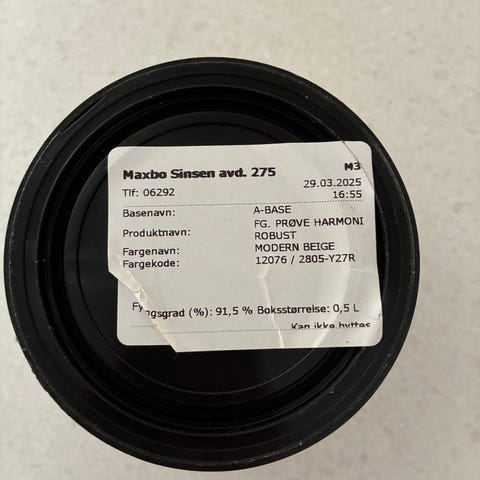 Maxbo Sinsen avd. 275 M3
Tlf: 06292 29.03.2025
16:55
Basenavn: A-BASE
Produktnavn: FG. PRØVE HARMONI
ROBUST
Fargenavn: MODERN BEIGE
Fargekode: 12076 / 2805-Y27R
(%): 91,5 % Boksstørrelse: 0,5 L
Kan ikke byttes